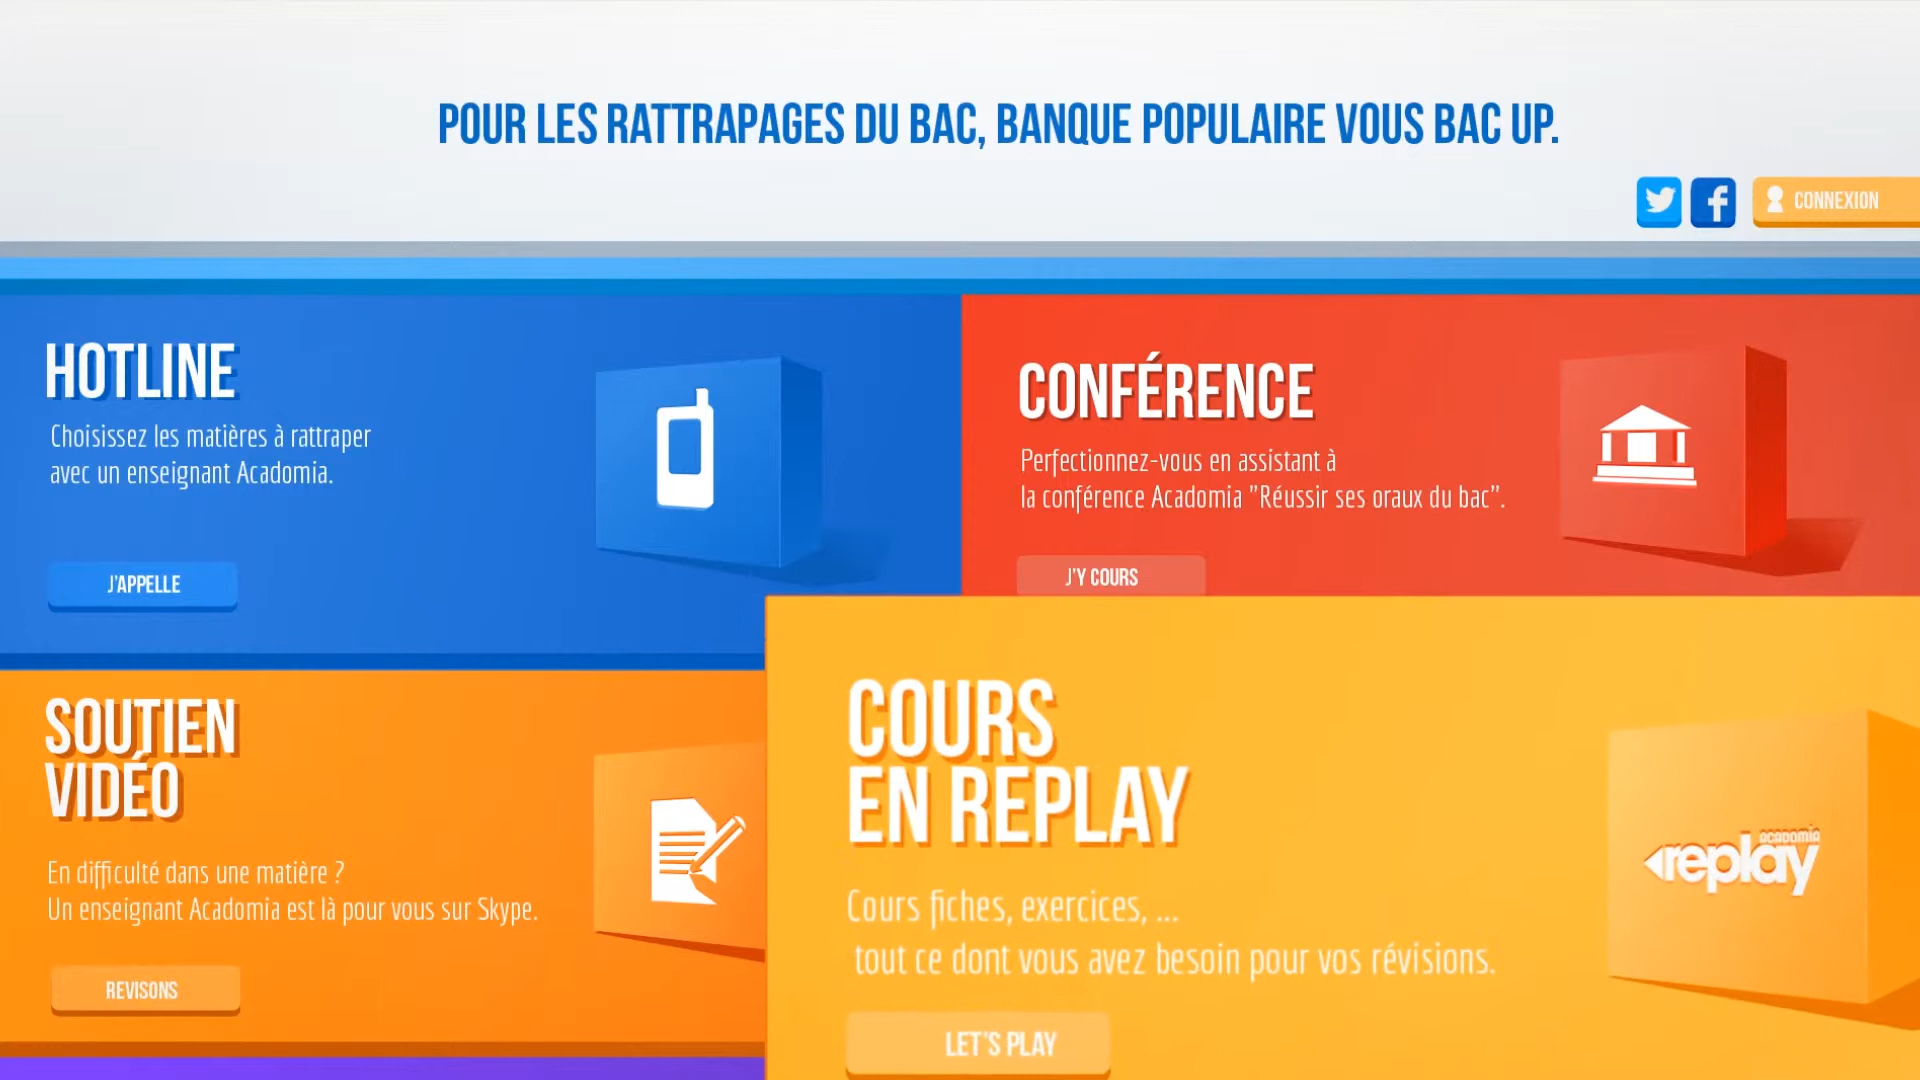 POUR LES RATTRAPAGES DU BAC, BANQUE POPULAIRE VOUS BAC UP.
CONNEXION
HOTLINE
Choisissez les matières à rattraper
avec un enseignant Acadomia.
J'APPELLE
CONFÉRENCE
Perfectionnez-vous en assistant à
la conférence Acadomia "Réussir ses oraux du bac".
J'Y COURS
SOUTIEN
VIDÉO
En difficulté dans une matière ?
Un enseignant Acadomia est là pour vous sur Skype.
REVISONS
COURS
EN REPLAY
Cours fiches, exercices, ...
tout ce dont vous avez besoin pour vos révisions.
LET'S PLAY
acadomia
replay